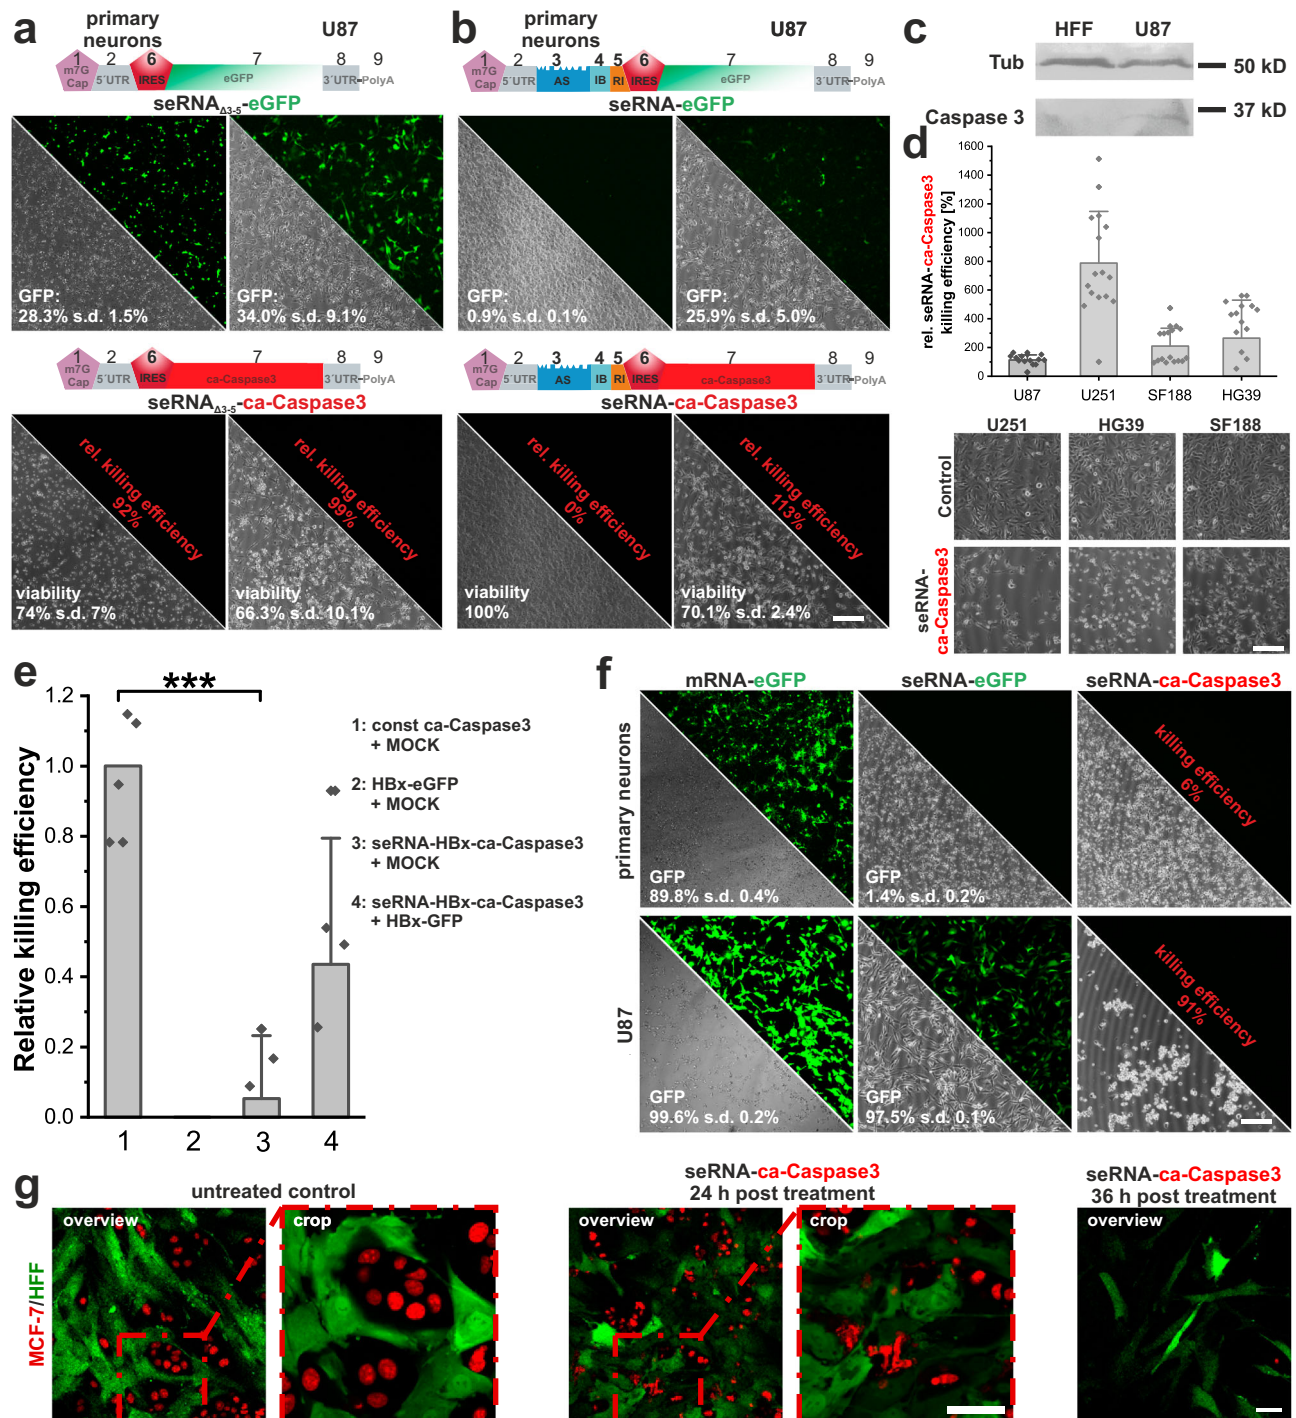 a
primary neurons
U87
1 2 6 7 8 9
m7G Cap 5´UTR IRES eGFP 3´UTR PolyA
seRNAΔ3-5-eGFP
GFP:
28.3% s.d. 1.5%
GFP:
34.0% s.d. 9.1%
1 2 6 7 8 9
m7G Cap 5´UTR IRES ca-Caspase3 3´UTR PolyA
seRNAΔ3-5-ca-Caspase3
rel. killing efficiency
92%
viability
74% s.d. 7%
rel. killing efficiency
99%
viability
66.3% s.d. 10.1%
b
primary neurons
U87
1 2 3 4 5 6 7 8 9
m7G Cap 5´UTR AS IB RI IRES eGFP 3´UTR PolyA
seRNA-eGFP
GFP:
0.9% s.d. 0.1%
GFP:
25.9% s.d. 5.0%
1 2 3 4 5 6 7 8 9
m7G Cap 5´UTR AS IB RI IRES ca-Caspase3 3´UTR PolyA
seRNA-ca-Caspase3
rel. killing efficiency
0%
viability
100%
rel. killing efficiency
113%
viability
70.1% s.d. 2.4%
c
HFF U87
Tub
50 kD
Caspase 3
37 kD
d
rel. seRNA-ca-Caspase3
killing efficiency [%]
1600
1400
1200
1000
800
600
400
200
0
U87 U251 SF188 HG39
U251 HG39 SF188
Control
seRNA-
ca-Caspase3
e
Relative killing efficiency
1.2
1.0
0.8
0.6
0.4
0.2
0.0
***
1 2 3 4
1: const ca-Caspase3
+ MOCK
2: HBx-eGFP
+ MOCK
3: seRNA-HBx-ca-Caspase3
+ MOCK
4: seRNA-HBx-ca-Caspase3
+ HBx-GFP
f
mRNA-eGFP seRNA-eGFP seRNA-ca-Caspase3
primary neurons
GFP
89.8% s.d. 0.4%
GFP
1.4% s.d. 0.2%
killing efficiency
6%
U87
GFP
99.6% s.d. 0.2%
GFP
97.5% s.d. 0.1%
killing efficiency
91%
g
untreated control
seRNA-ca-Caspase3
24 h post treatment
seRNA-ca-Caspase3
36 h post treatment
MCF-7/HFF
overview
crop
overview
crop
overview